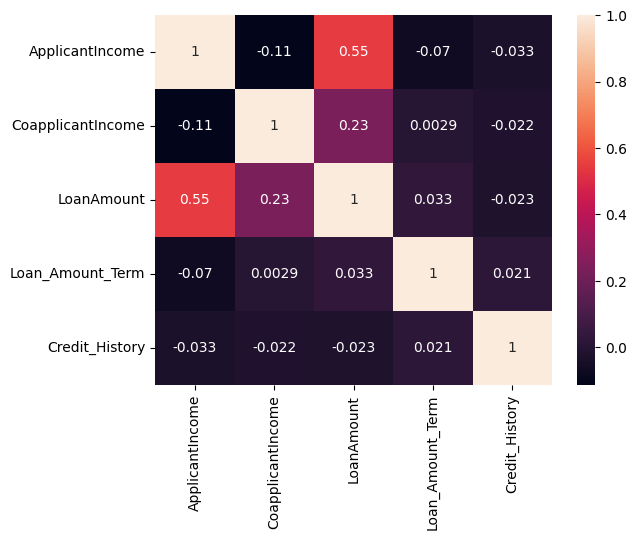 1.0
ApplicantIncome 1 -0.11 0.55 -0.07 -0.033
0.8
CoapplicantIncome -0.11 1 0.23 0.0029 -0.022
0.6
LoanAmount 0.55 0.23 1 0.033 -0.023
0.4
Loan_Amount_Term -0.07 0.0029 0.033 1 0.021
0.2
Credit_History -0.033 -0.022 -0.023 0.021 1
0.0
ApplicantIncome
CoapplicantIncome
LoanAmount
Loan_Amount_Term
Credit_History